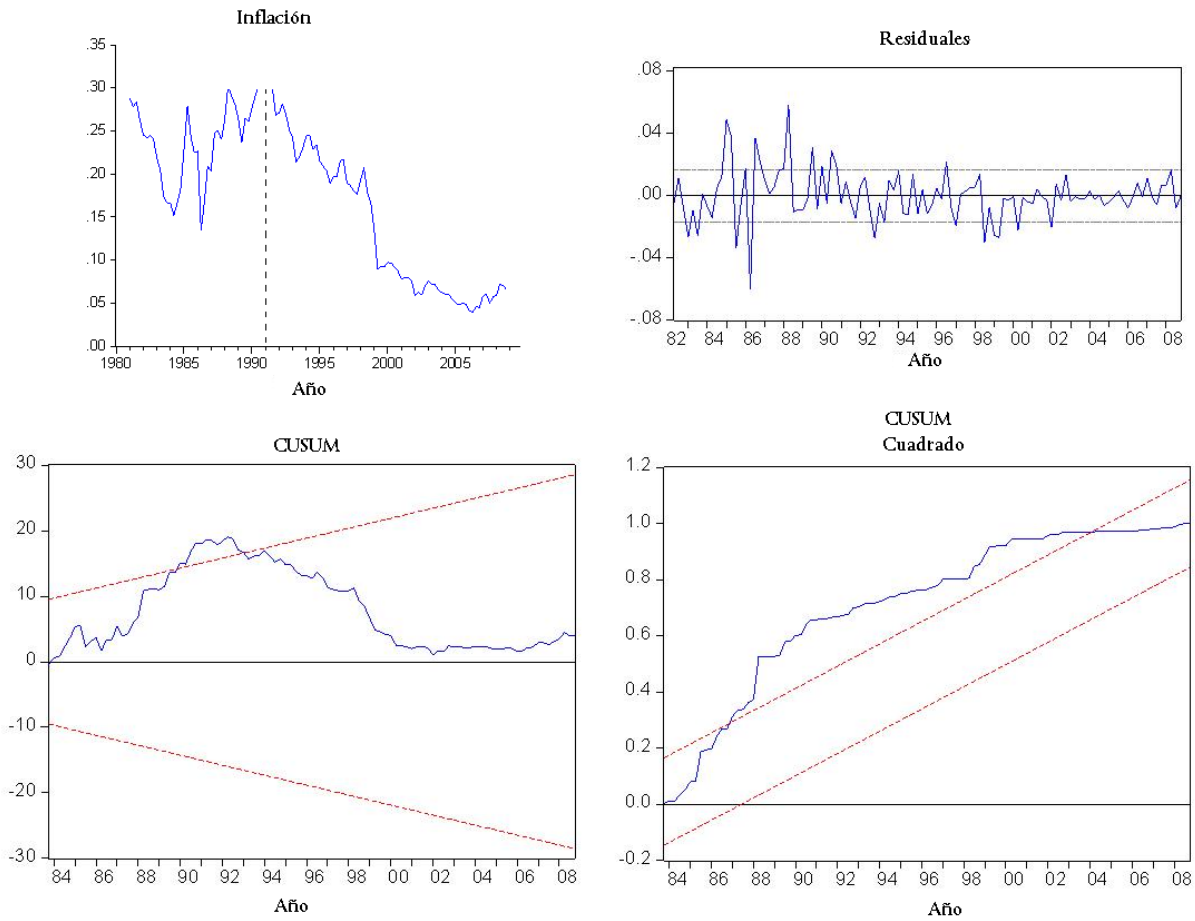 Inflación
.35
.30
.25
.20
.15
.10
.05
.00
1980 1985 1990 1995 2000 2005
Año
Residuales
.08
.04
.00
-.04
-.08
82 84 86 88 90 92 94 96 98 00 02 04 06 08
Año
CUSUM
30
20
10
0
-10
-20
-30
84 86 88 90 92 94 96 98 00 02 04 06 08
Año
CUSUM
Cuadrado
1.2
1.0
0.8
0.6
0.4
0.2
0.0
-0.2
84 86 88 90 92 94 96 98 00 02 04 06 08
Año